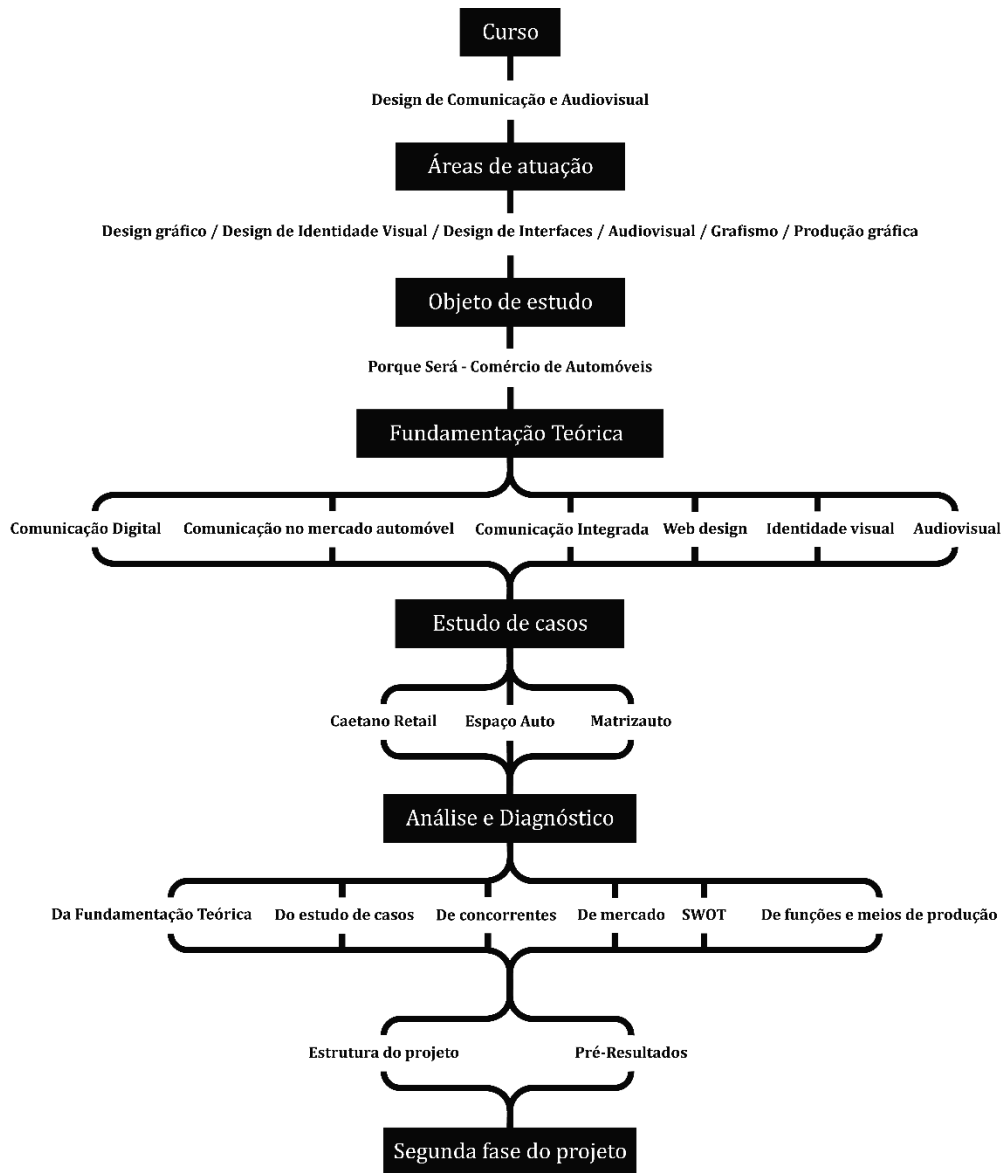 Curso
Design de Comunicação e Audiovisual
Áreas de atuação
Design gráfico / Design de Identidade Visual / Design de Interfaces / Audiovisual / Grafismo / Produção gráfica
Objeto de estudo
Porque Será - Comércio de Automóveis
Fundamentação Teórica
Comunicação Digital
Comunicação no mercado automóvel
Comunicação Integrada
Web design
Identidade visual
Audiovisual
Estudo de casos
Caetano Retail
Espaço Auto
Matrizauto
Análise e Diagnóstico
Da Fundamentação Teórica
Do estudo de casos
De concorrentes
De mercado
SWOT
De funções e meios de produção
Estrutura do projeto
Pré-Resultados
Segunda fase do projeto